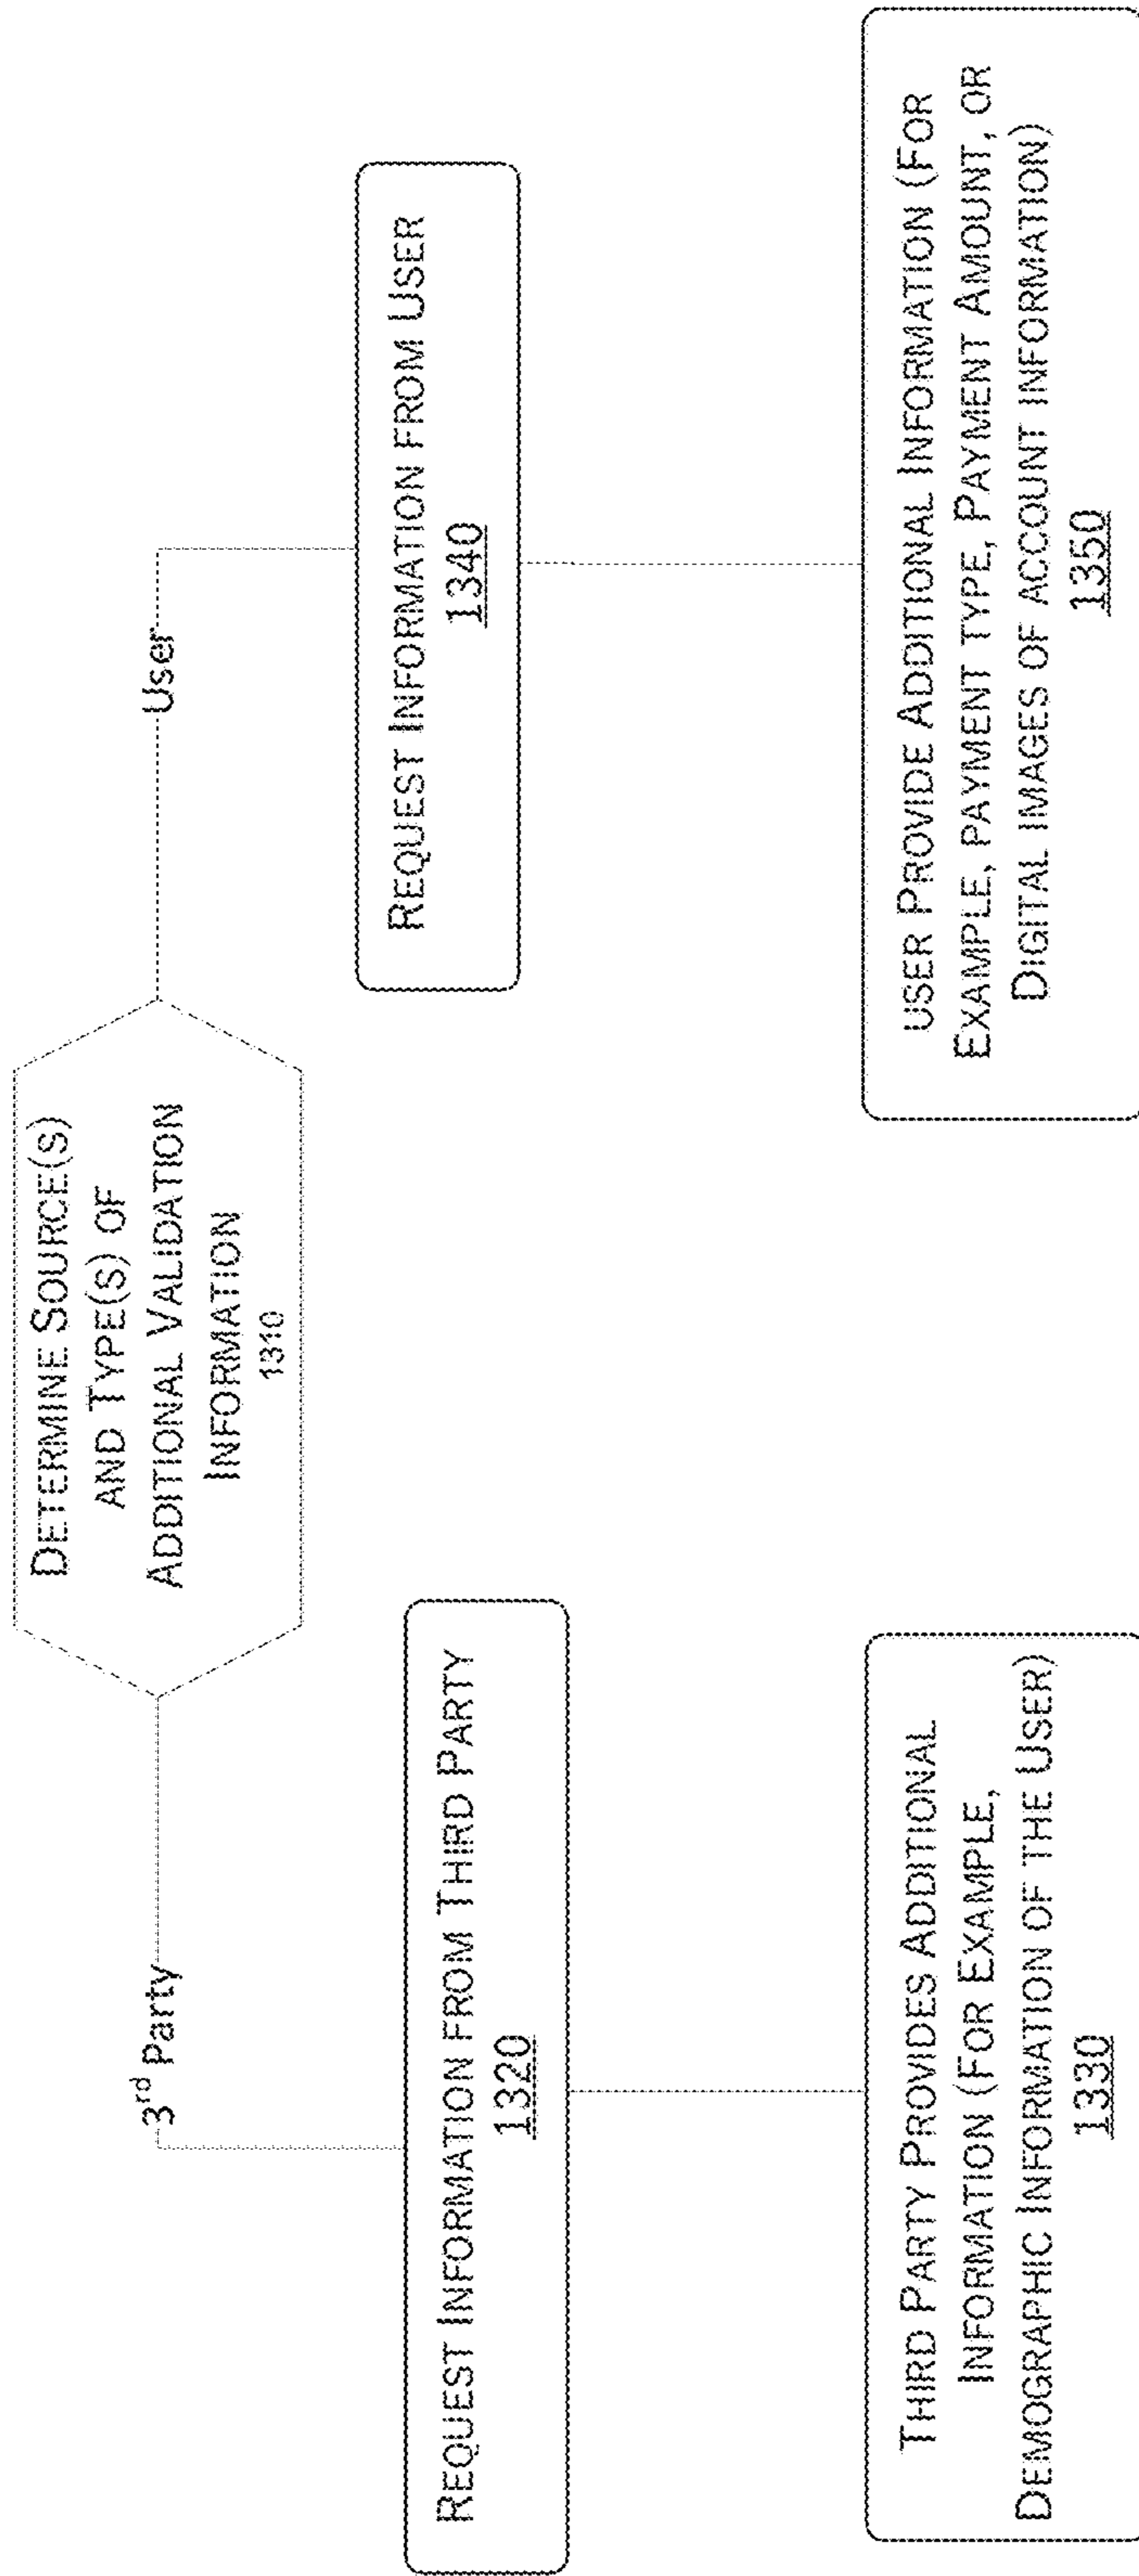 DETERMINE SOURCE(S)
AND TYPE(S) OF
ADDITIONAL VALIDATION
INFORMATION
1310
3rd Party
User
REQUEST INFORMATION FROM THIRD PARTY
1320
REQUEST INFORMATION FROM USER
1340
THIRD PARTY PROVIDES ADDITIONAL
INFORMATION (FOR EXAMPLE,
DEMOGRAPHIC INFORMATION OF THE USER)
1330
USER PROVIDE ADDITIONAL INFORMATION (FOR
EXAMPLE, PAYMENT TYPE, PAYMENT AMOUNT, OR
DIGITAL IMAGES OF ACCOUNT INFORMATION)
1350